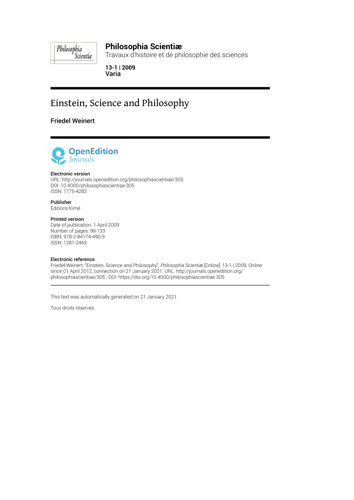 Philosophia
Scientiæ
Philosophia Scientiæ
Travaux d'histoire et de philosophie des sciences
13-1 | 2009
Varia
Einstein, Science and Philosophy
Friedel Weinert
OpenEdition
Journals
Electronic version
URL: http://journals.openedition.org/philosophiascientiae/305
DOI: 10.4000/philosophiascientiae.305
ISSN: 1775-4283
Publisher
Éditions Kimé
Printed version
Date of publication: 1 April 2009
Number of pages: 99-133
ISBN: 978-2-84174-490-9
ISSN: 1281-2463
Electronic reference
Friedel Weinert, "Einstein, Science and Philosophy", Philosophia Scientiæ [Online], 13-1 | 2009, Online
since 01 April 2012, connection on 21 January 2021. URL: http://journals.openedition.org/
philosophiascientiae/305 ; DOI: https://doi.org/10.4000/philosophiascientiae.305
This text was automatically generated on 21 January 2021.
Tous droits réservés